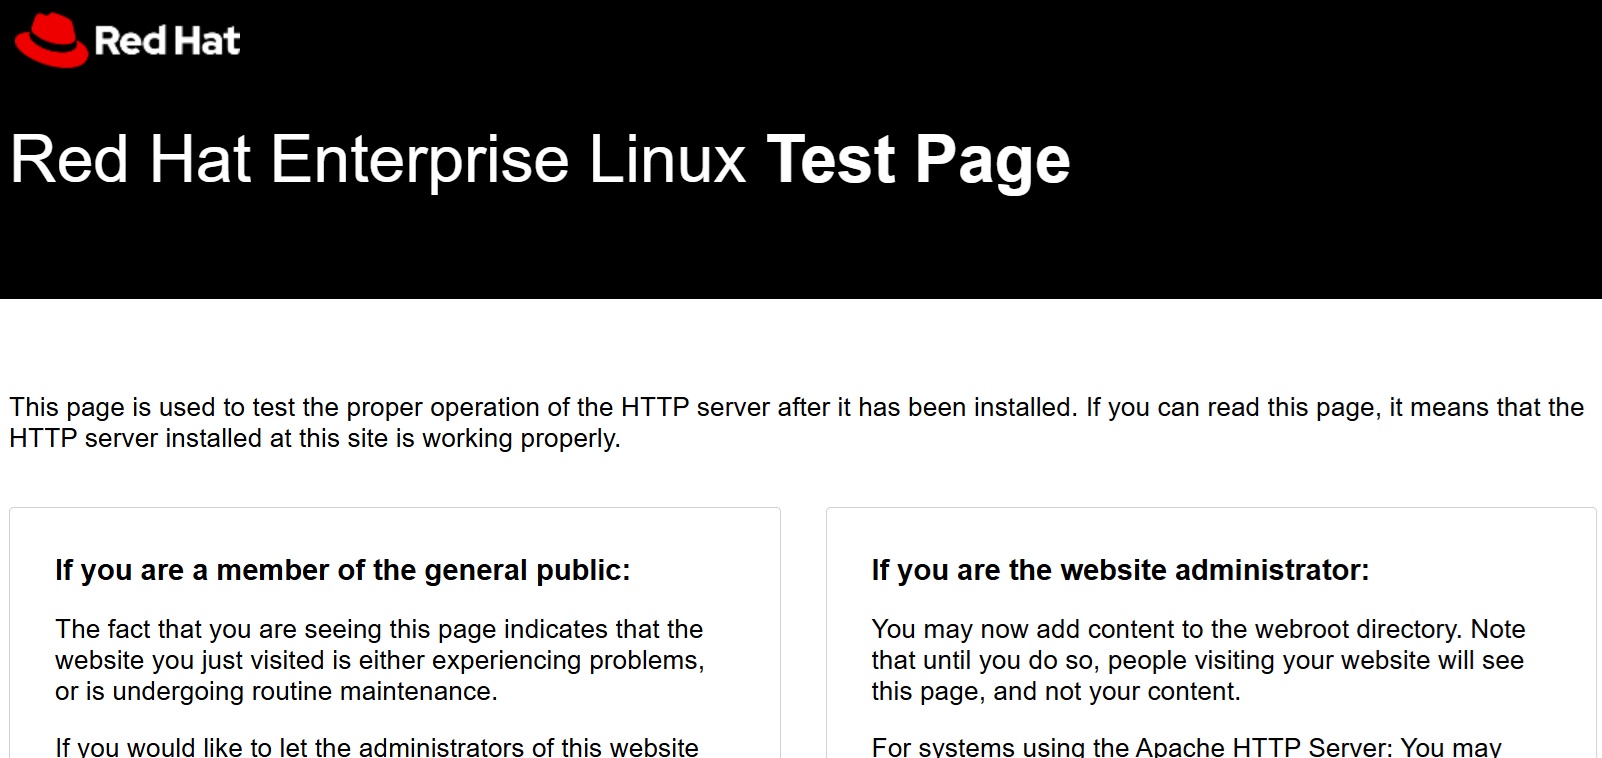 Red Hat
Red Hat Enterprise Linux Test Page
This page is used to test the proper operation of the HTTP server after it has been installed. If you can read this page, it means that the
HTTP server installed at this site is working properly.
If you are a member of the general public:
The fact that you are seeing this page indicates that the
website you just visited is either experiencing problems,
or is undergoing routine maintenance.
If you would like to let the administrators of this website
If you are the website administrator:
You may now add content to the webroot directory. Note
that until you do so, people visiting your website will see
this page, and not your content.
For systems using the Apache HTTP Server: You may